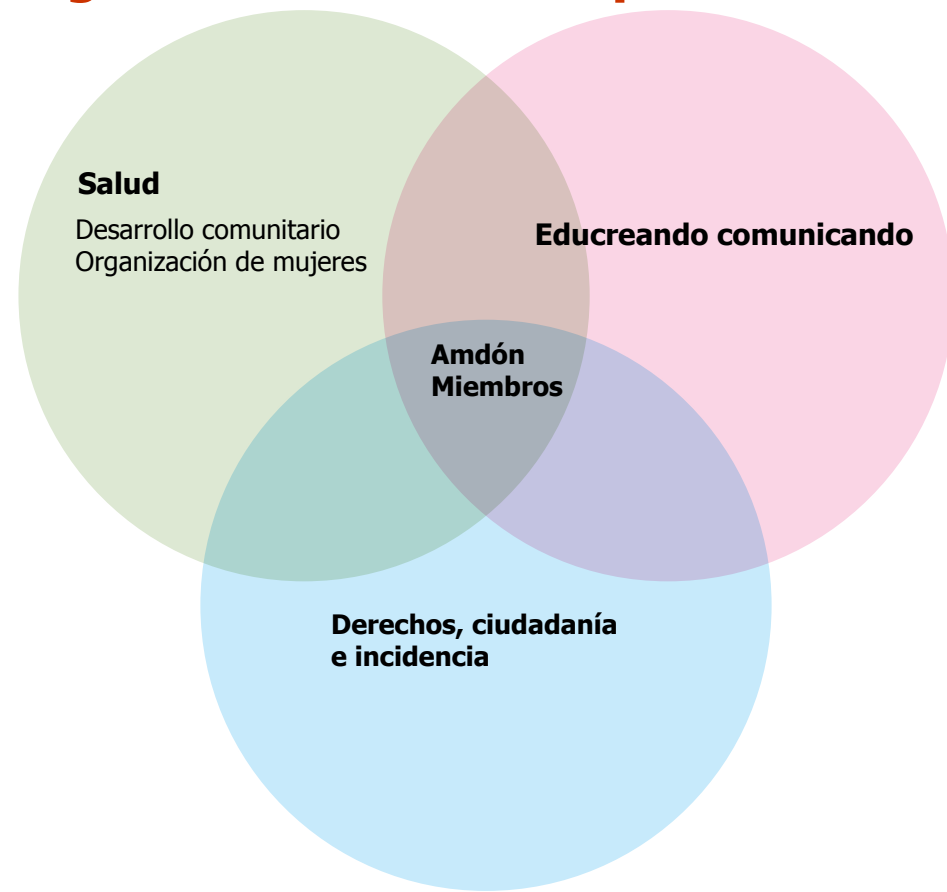 Salud
Desarrollo comunitario
Organización de mujeres
Educreando comunicando
Amdón
Miembros
Derechos, ciudadanía
e incidencia